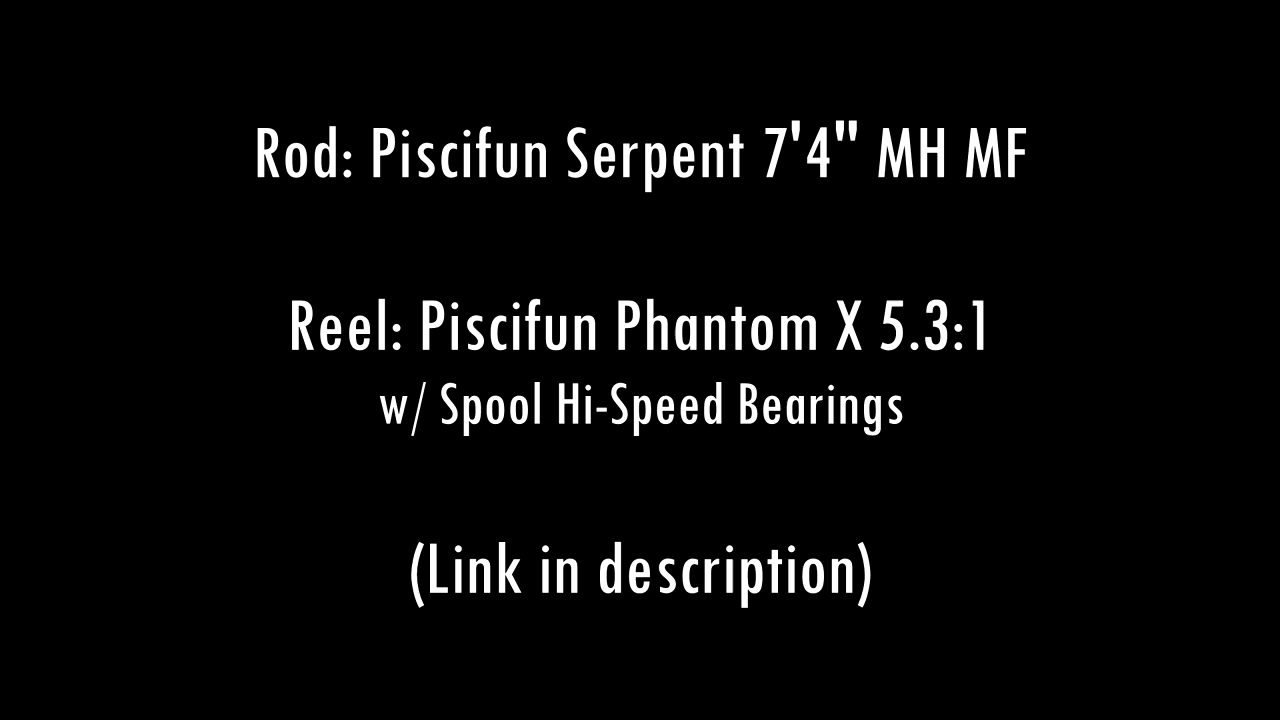 Rod: Piscifun Serpent 7'4" MH MF
Reel: Piscifun Phantom X 5.3:1
w/ Spool Hi-Speed Bearings
(Link in description)